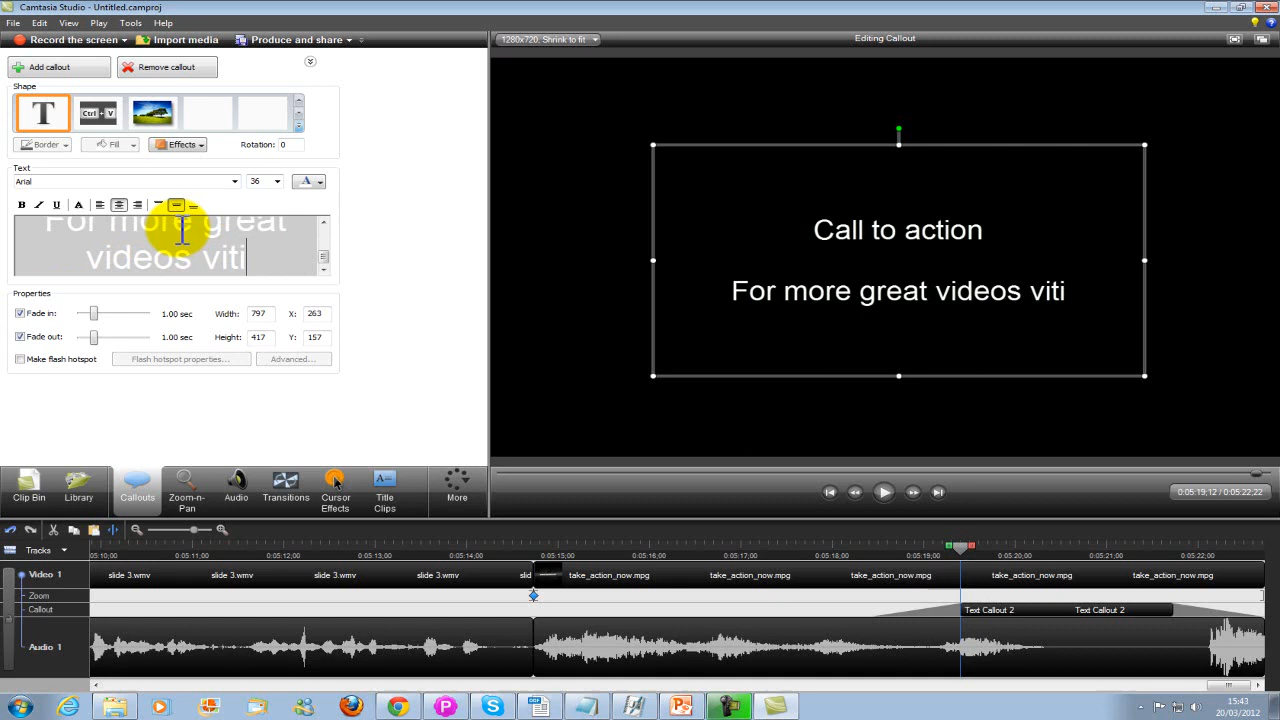 Camtasia Studio - Untitled.camproj
File Edit View Play Tools Help
Record the screen Import media Produce and share
1280x720, Shrink to fit
Editing Callout
Add callout Remove callout
Shape
T Ctrl + V
Border Fill Effects Rotation: 0
Text
Arial 36 A
B I U A
For more great
videos viti
Properties
Fade in: 1.00 sec Width: 797 X: 263
Fade out: 1.00 sec Height: 417 Y: 157
Make flash hotspot Flash hotspot properties... Advanced...
Call to action
For more great videos viti
Clip Bin Library Callouts Zoom-n-Pan Audio Transitions Cursor Effects Title Clips More
0:05:19;12 / 0:05:22;22
Tracks
05:10;00 0:05:11;00 0:05:12;00 0:05:13;00 0:05:14;00 0:05:15;00 0:05:16;00 0:05:17;00 0:05:18;00 0:05:19;00 0:05:20;00 0:05:21;00 0:05:22;00
Video 1 slide 3.wmv slide 3.wmv slide 3.wmv slide 3.wmv slid take_action_now.mpg take_action_now.mpg take_action_now.mpg take_action_now.mpg take_action_now.mpg
Zoom
Callout Text Callout 2 Text Callout 2
Audio 1
15:43
20/03/2012